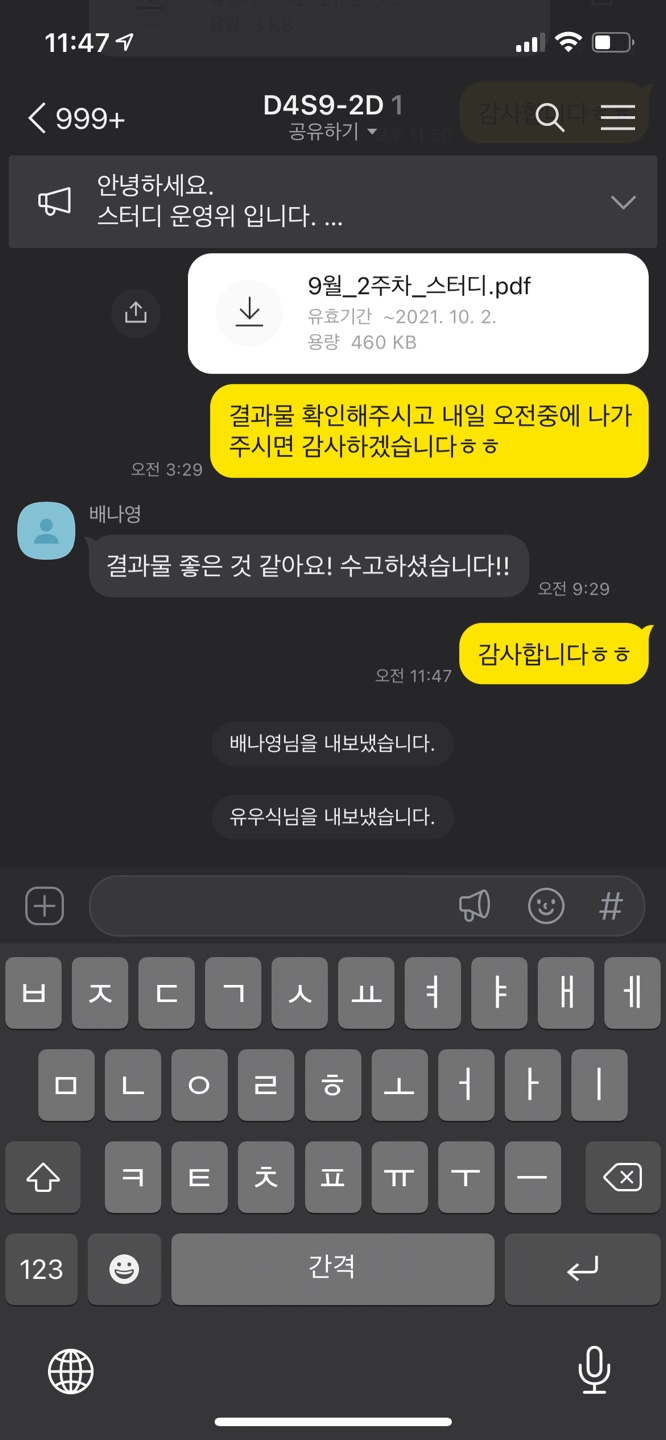 11:47
999+
D4S9-2D 1
공유하기
안녕하세요.
스터디 운영위 입니다. ...
9월_2주차_스터디.pdf
유효기간 ~2021. 10. 2.
용량 460 KB
결과물 확인해주시고 내일 오전중에 나가
주시면 감사하겠습니다ㅎㅎ
오전 3:29
배나영
결과물 좋은 것 같아요! 수고하셨습니다!!
오전 9:29
감사합니다ㅎㅎ
오전 11:47
배나영님을 내보냈습니다.
유우식님을 내보냈습니다.
#
ㅂ ㅈ ㄷ ㄱ ㅅ ㅛ ㅕ ㅑ ㅐ ㅔ
ㅁ ㄴ ㅇ ㄹ ㅎ ㅗ ㅓ ㅏ ㅣ
ㅋ ㅌ ㅊ ㅍ ㅠ ㅜ ㅡ
123 간격